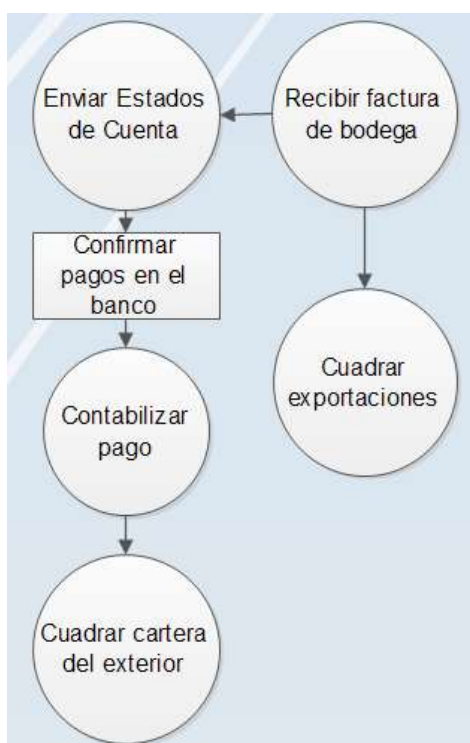 Enviar Estados
de Cuenta
Recibir factura
de bodega
Confirmar
pagos en el
banco
Cuadrar
exportaciones
Contabilizar
pago
Cuadrar cartera
del exterior